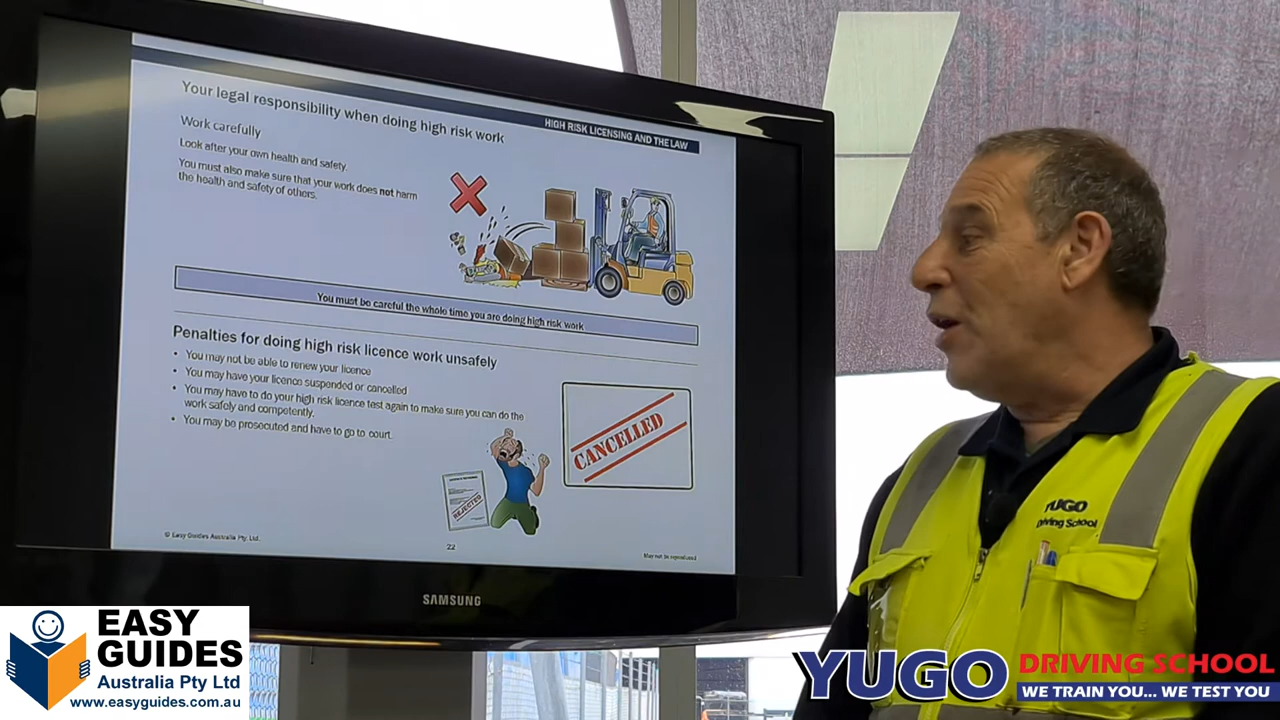 HIGH RISK LICENSING AND THE LAW
Your legal responsibility when doing high risk work
Work carefully
Look after your own health and safety.
You must also make sure that your work does not harm
the health and safety of others.
You must be careful the whole time you are doing high risk work
Penalties for doing high risk licence work unsafely
• You may not be able to renew your licence
• You may have your licence suspended or cancelled
• You may have to do your high risk licence test again to make sure you can do the
work safely and competently.
• You may be prosecuted and have to go to court.
CANCELLED
REJECTED
© Easy Guides Australia Pty. Ltd.
22
May not be reproduced
SAMSUNG
YUGO
Driving School
EASY
GUIDES
Australia Pty Ltd
www.easyguides.com.au
YUGO DRIVING SCHOOL
WE TRAIN YOU... WE TEST YOU